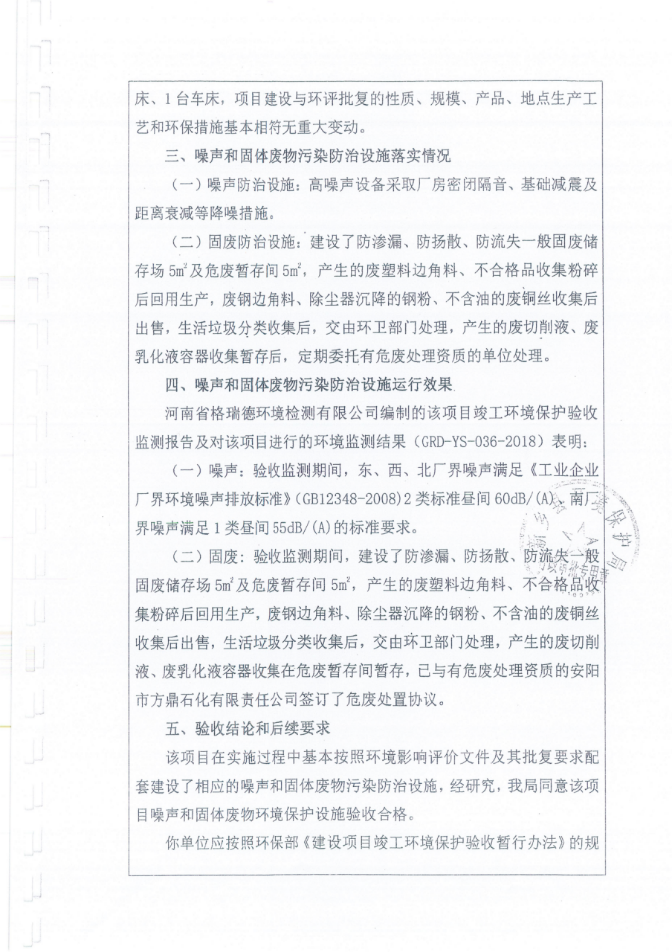 床、1台车床，项目建设与环评批复的性质、规模、产品、地点生产工
艺和环保措施基本相符无重大变动。
三、噪声和固体废物污染防治设施落实情况
（一）噪声防治设施：高噪声设备采取厂房密闭隔音、基础减震及
距离衰减等降噪措施。
（二）固废防治设施：建设了防渗漏、防扬散、防流失一般固废储
存场5㎡及危废暂存间5㎡，产生的废塑料边角料、不合格品收集粉碎
后回用生产，废钢边角料、除尘器沉降的钢粉、不含油的废铜丝收集后
出售，生活垃圾分类收集后，交由环卫部门处理，产生的废切削液、废
乳化液容器收集暂存后，定期委托有危废处理资质的单位处理。
四、噪声和固体废物污染防治设施运行效果
河南省格瑞德环境检测有限公司编制的该项目竣工环境保护验收
监测报告及对该项目进行的环境监测结果（GRD-YS-036-2018）表明：
（一）噪声：验收监测期间，东、西、北厂界噪声满足《工业企业
厂界环境噪声排放标准》（GB12348-2008)2类标准昼间60dB/(A)、南厂
界噪声满足1类昼间55dB/(A)的标准要求。
（二）固废：验收监测期间，建设了防渗漏、防扬散、防流失一般
固废储存场5㎡及危废暂存间5㎡，产生的废塑料边角料、不合格品收
集粉碎后回用生产，废钢边角料、除尘器沉降的钢粉、不含油的废铜丝
收集后出售，生活垃圾分类收集后，交由环卫部门处理，产生的废切削
液、废乳化液容器收集在危废暂存间暂存，已与有危废处理资质的安阳
市方鼎石化有限责任公司签订了危废处置协议。
五、验收结论和后续要求
该项目在实施过程中基本按照环境影响评价文件及其批复要求配
套建设了相应的噪声和固体废物污染防治设施，经研究，我局同意该项
目噪声和固体废物环境保护设施验收合格。
你单位应按照环保部《建设项目竣工环境保护验收暂行办法》的规